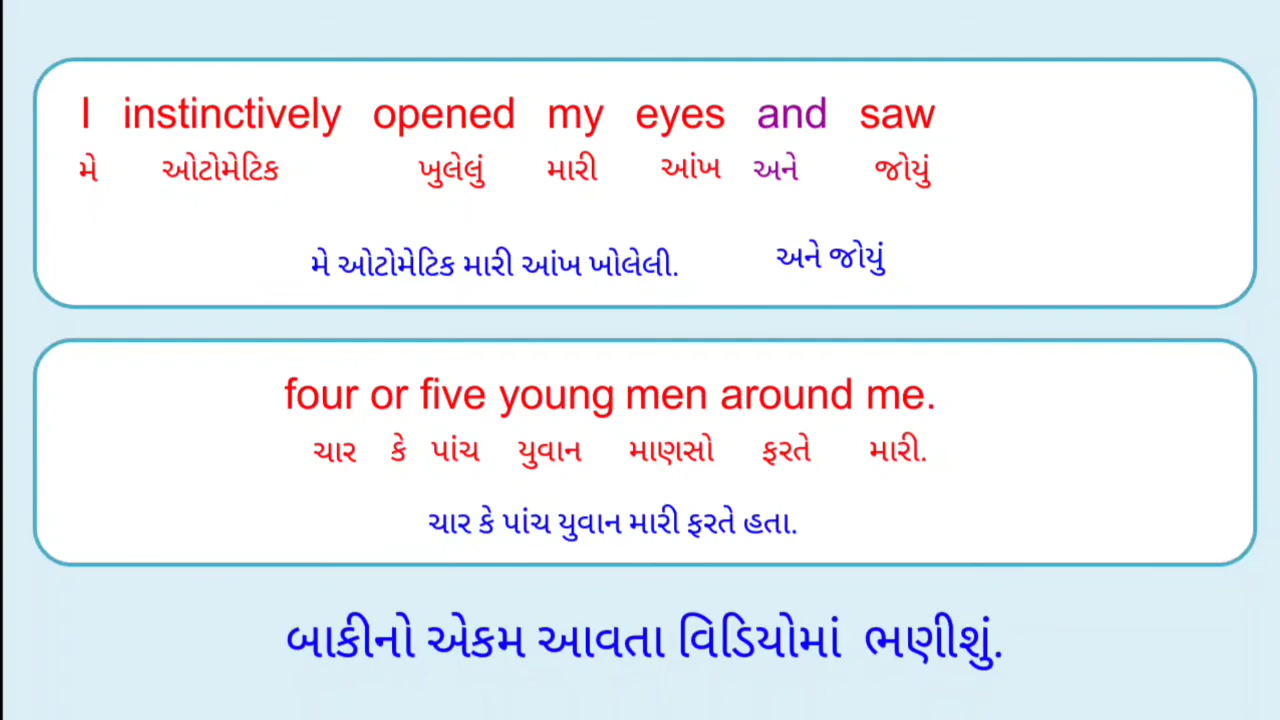 I instinctively opened my eyes and saw
મે ઓટોમેટિક ખુલેલું મારી આંખ અને જોયું
મે ઓટોમેટિક મારી આંખ ખોલેલી. અને જોયું
four or five young men around me.
ચાર કે પાંચ યુવાન માણસો ફરતે મારી.
ચાર કે પાંચ યુવાન મારી ફરતે હતા.
બાકીનો એકમ આવતા વિડિયોમાં ભણીશું.